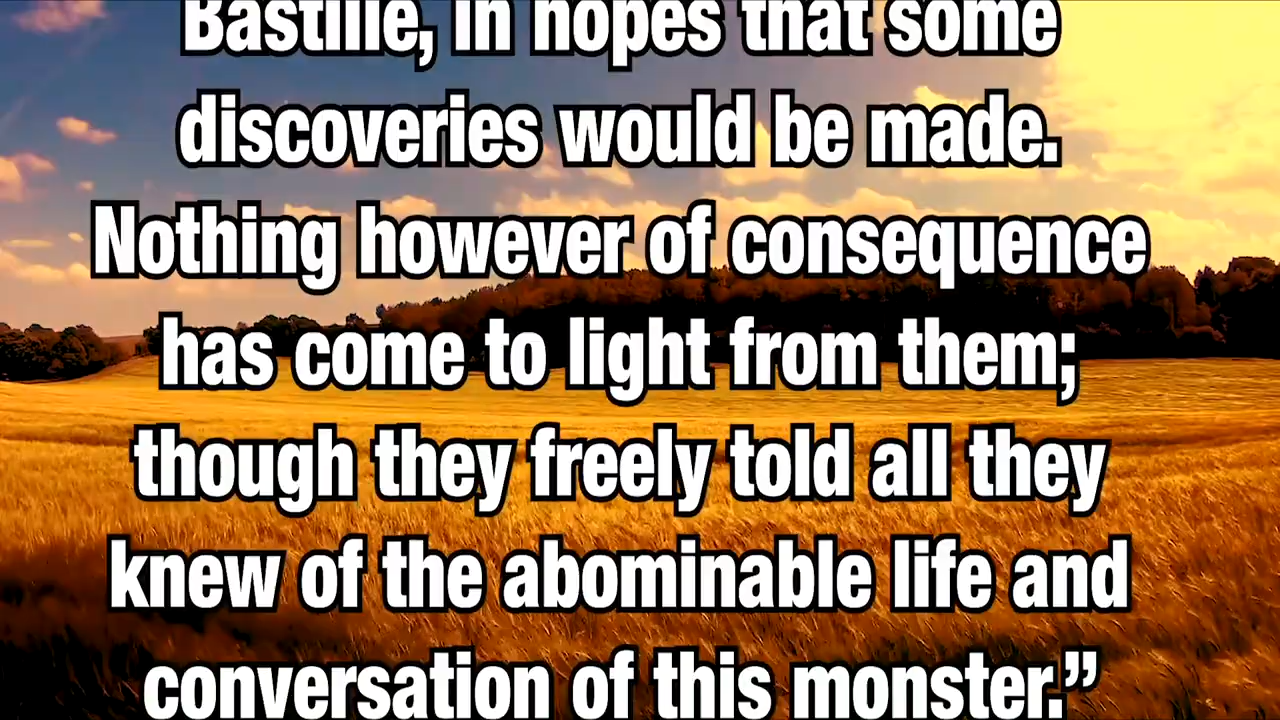 Bastille, in hopes that some
discoveries would be made.
Nothing however of consequence
has come to light from them;
though they freely told all they
knew of the abominable life and
conversation of this monster.”